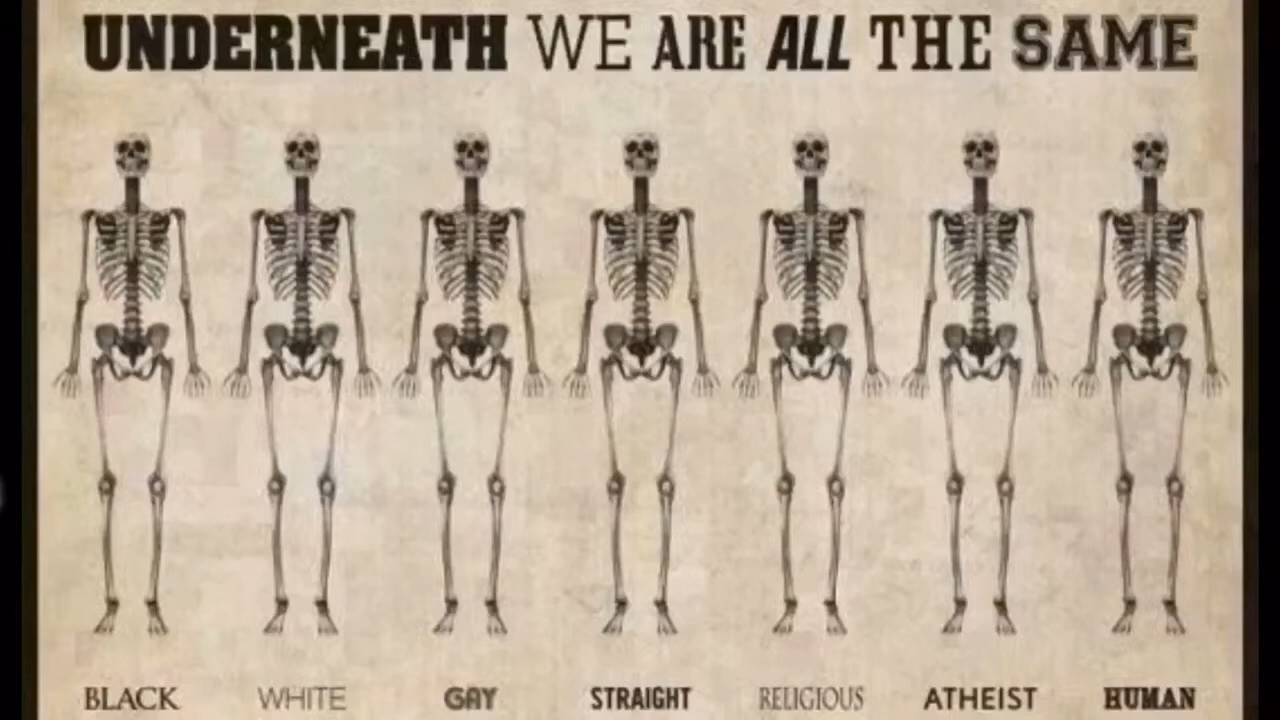 UNDERNEATH WE ARE ALL THE SAME
BLACK WHITE GAY STRAIGHT RELIGIOUS ATHEIST HUMAN